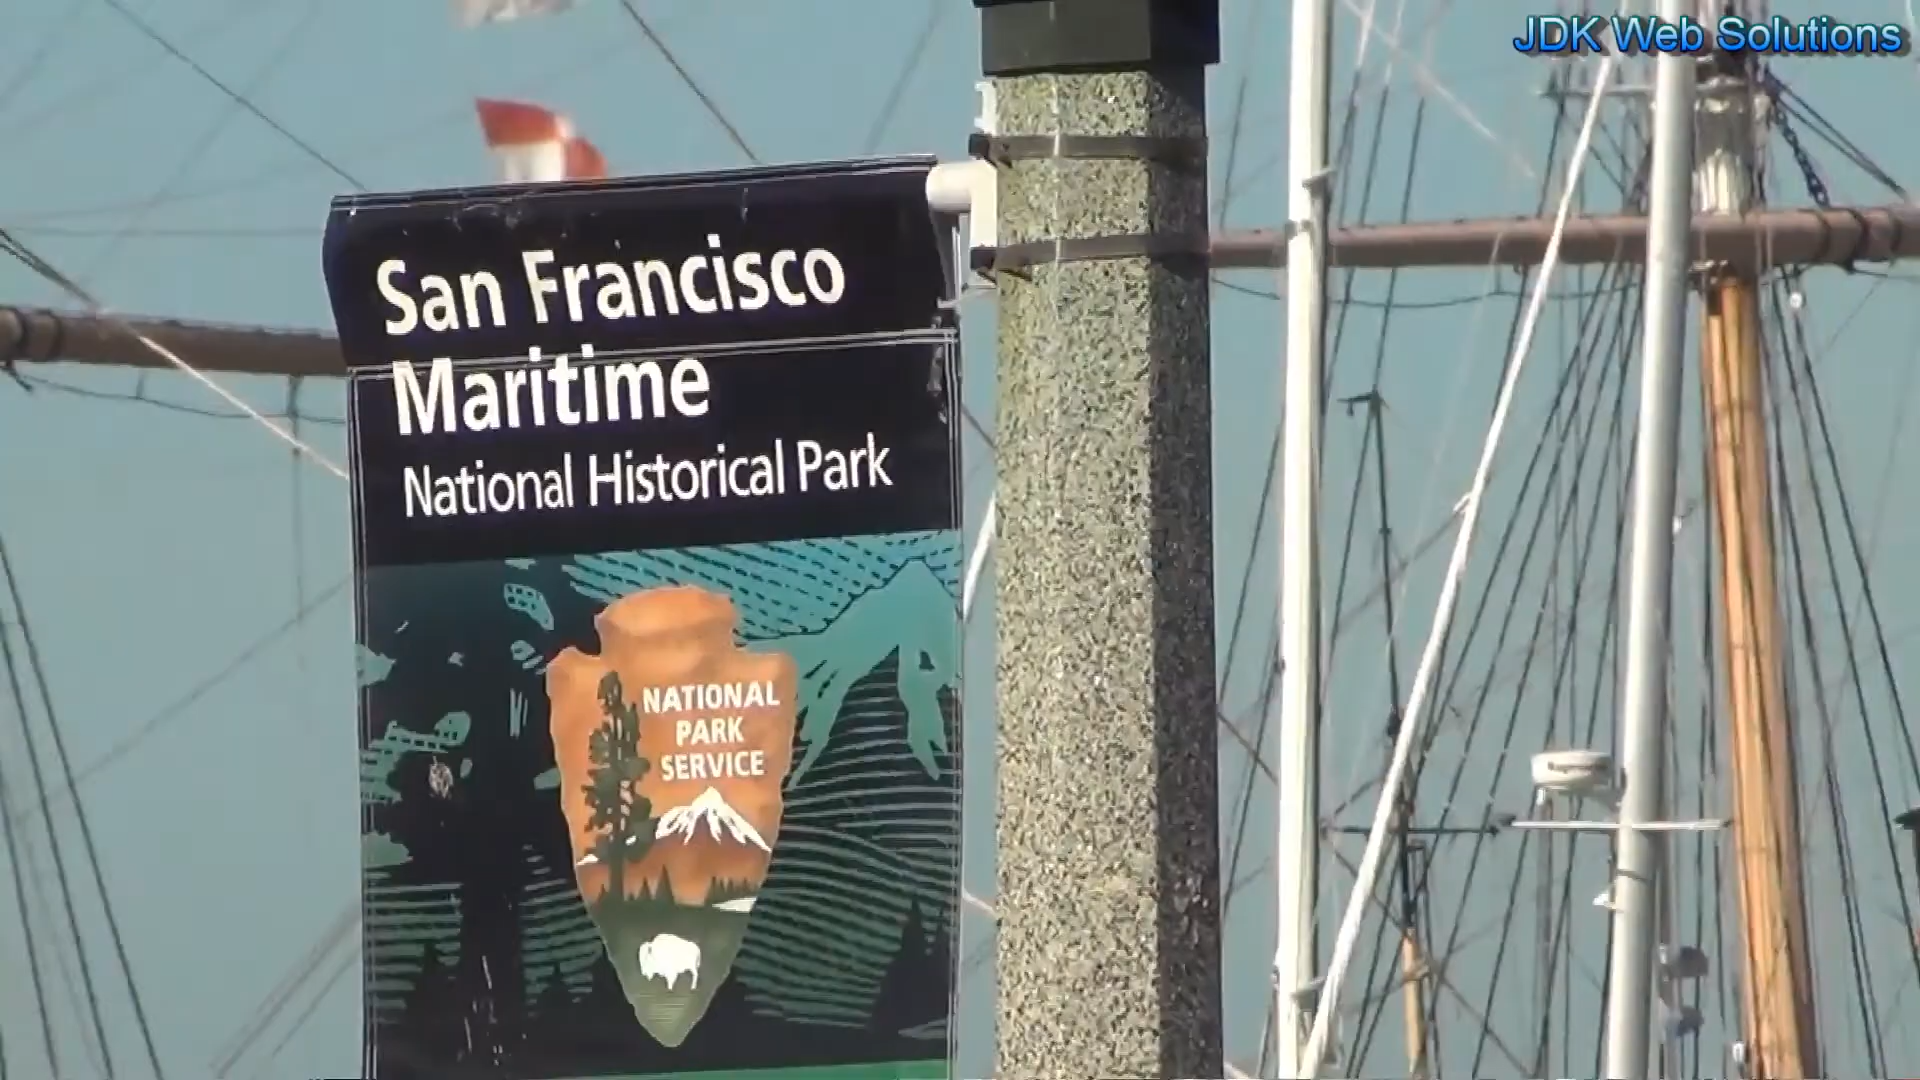 JDK Web Solutions
San Francisco
Maritime
National Historical Park
NATIONAL
PARK
SERVICE